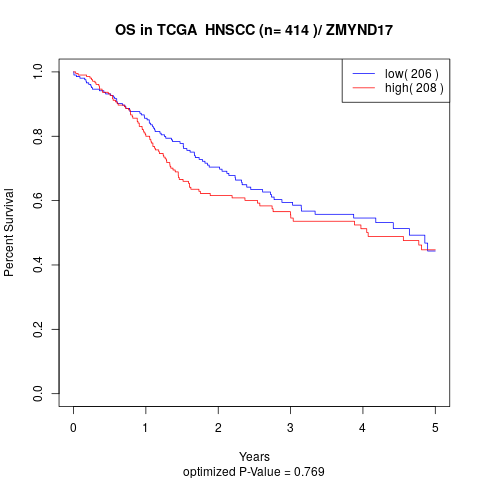 OS in TCGA  HNSCC (n= 414 )/ ZMYND17
low( 206 )
high( 208 )
Percent Survival
1.0
0.8
0.6
0.4
0.2
0.0
0 1 2 3 4 5
Years
optimized P-Value = 0.769